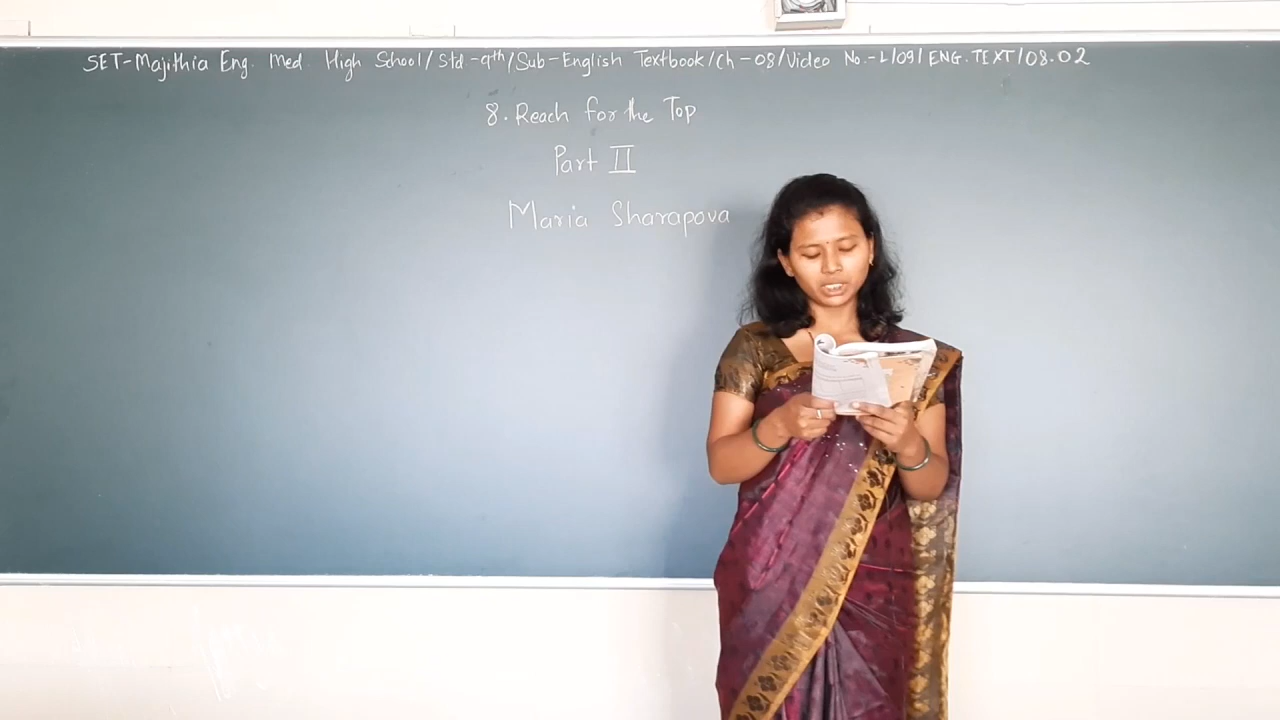 SET-Majithia Eng. Med. High School/Std-9th/Sub-English Textbook/Ch-08/Video No.-L/09/ENG.TEXT/08.02
8. Reach for the Top
Part II
Maria Sharapova